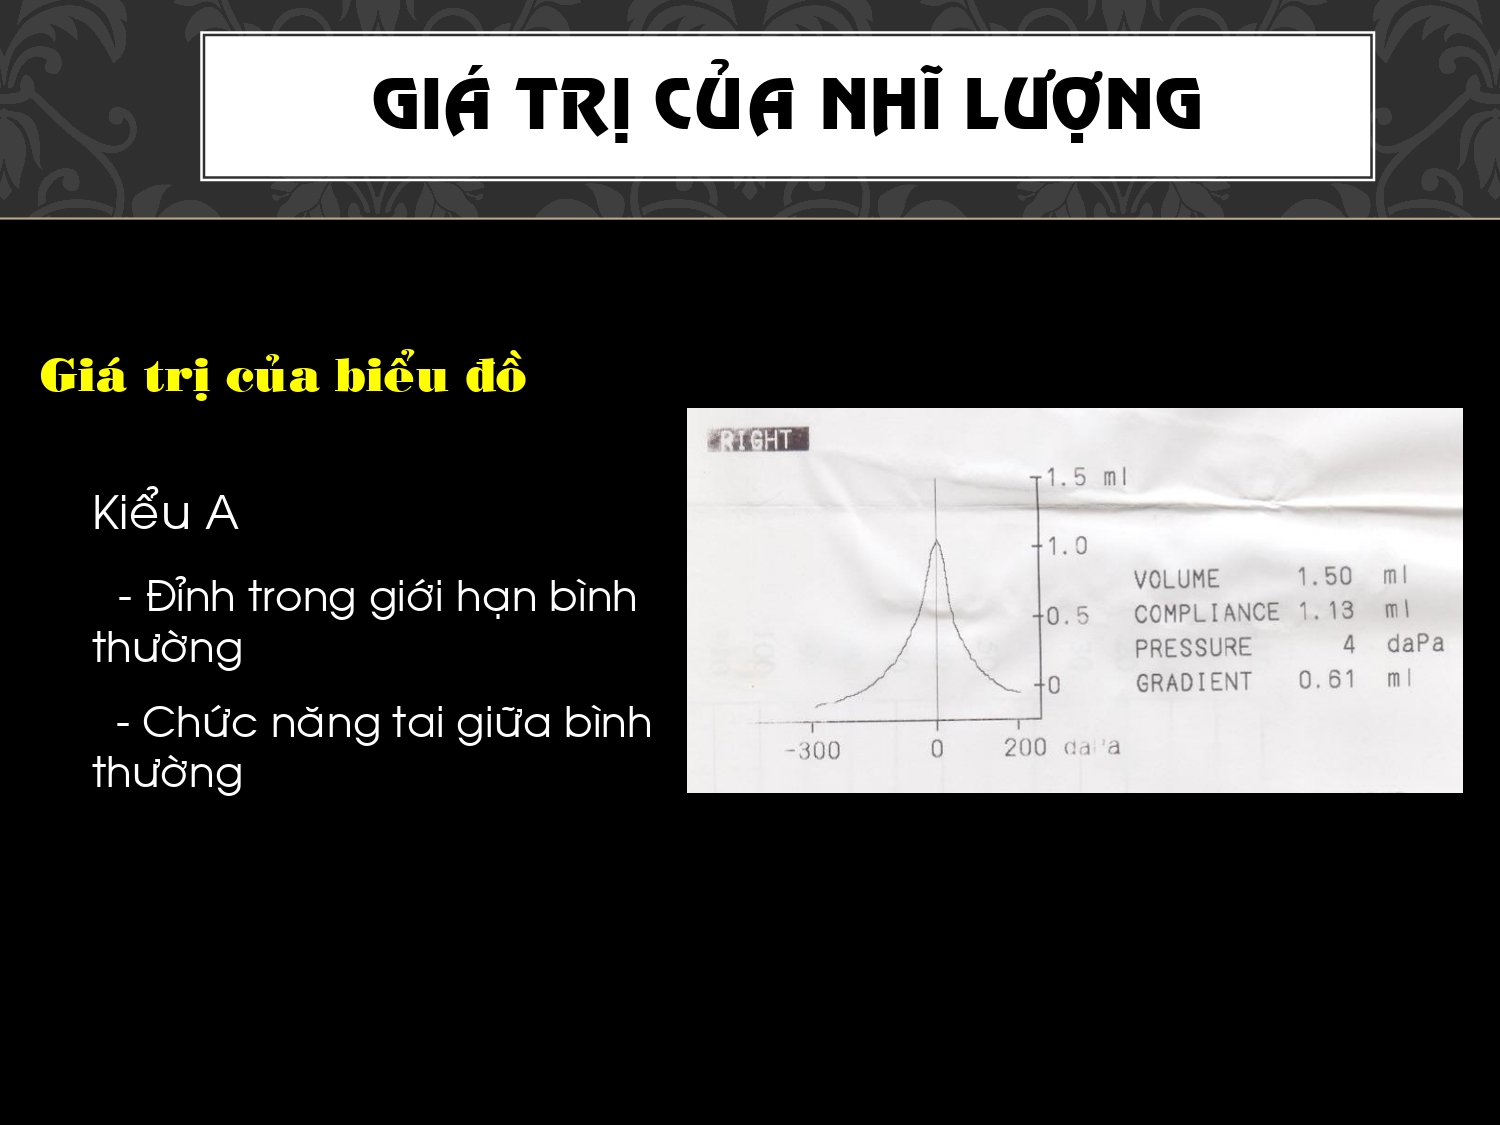 GIÁ TRỊ CỦA NHĨ LƯỢNG
Giá trị của biểu đồ
Kiểu A
- Đỉnh trong giới hạn bình
thường
- Chức năng tai giữa bình
thường
RIGHT
1.5 ml
1.0
0.5
0
-300 0 200 daPa
VOLUME 1.50 ml
COMPLIANCE 1.13 ml
PRESSURE 4 daPa
GRADIENT 0.61 ml